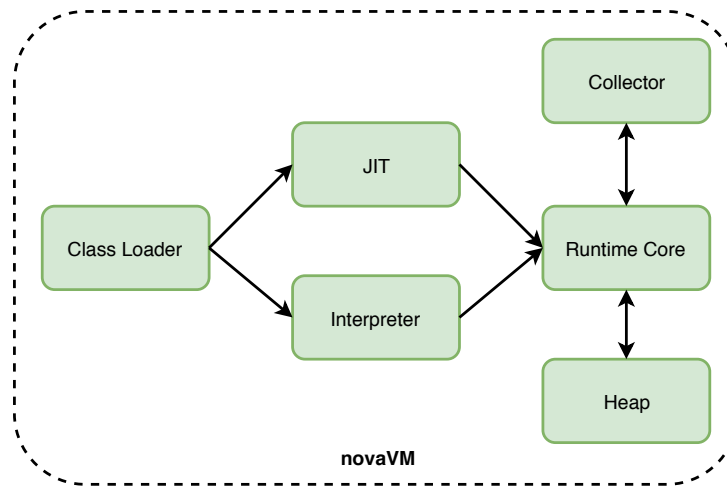 Collector
JIT
Class Loader
Runtime Core
Interpreter
Heap
novaVM